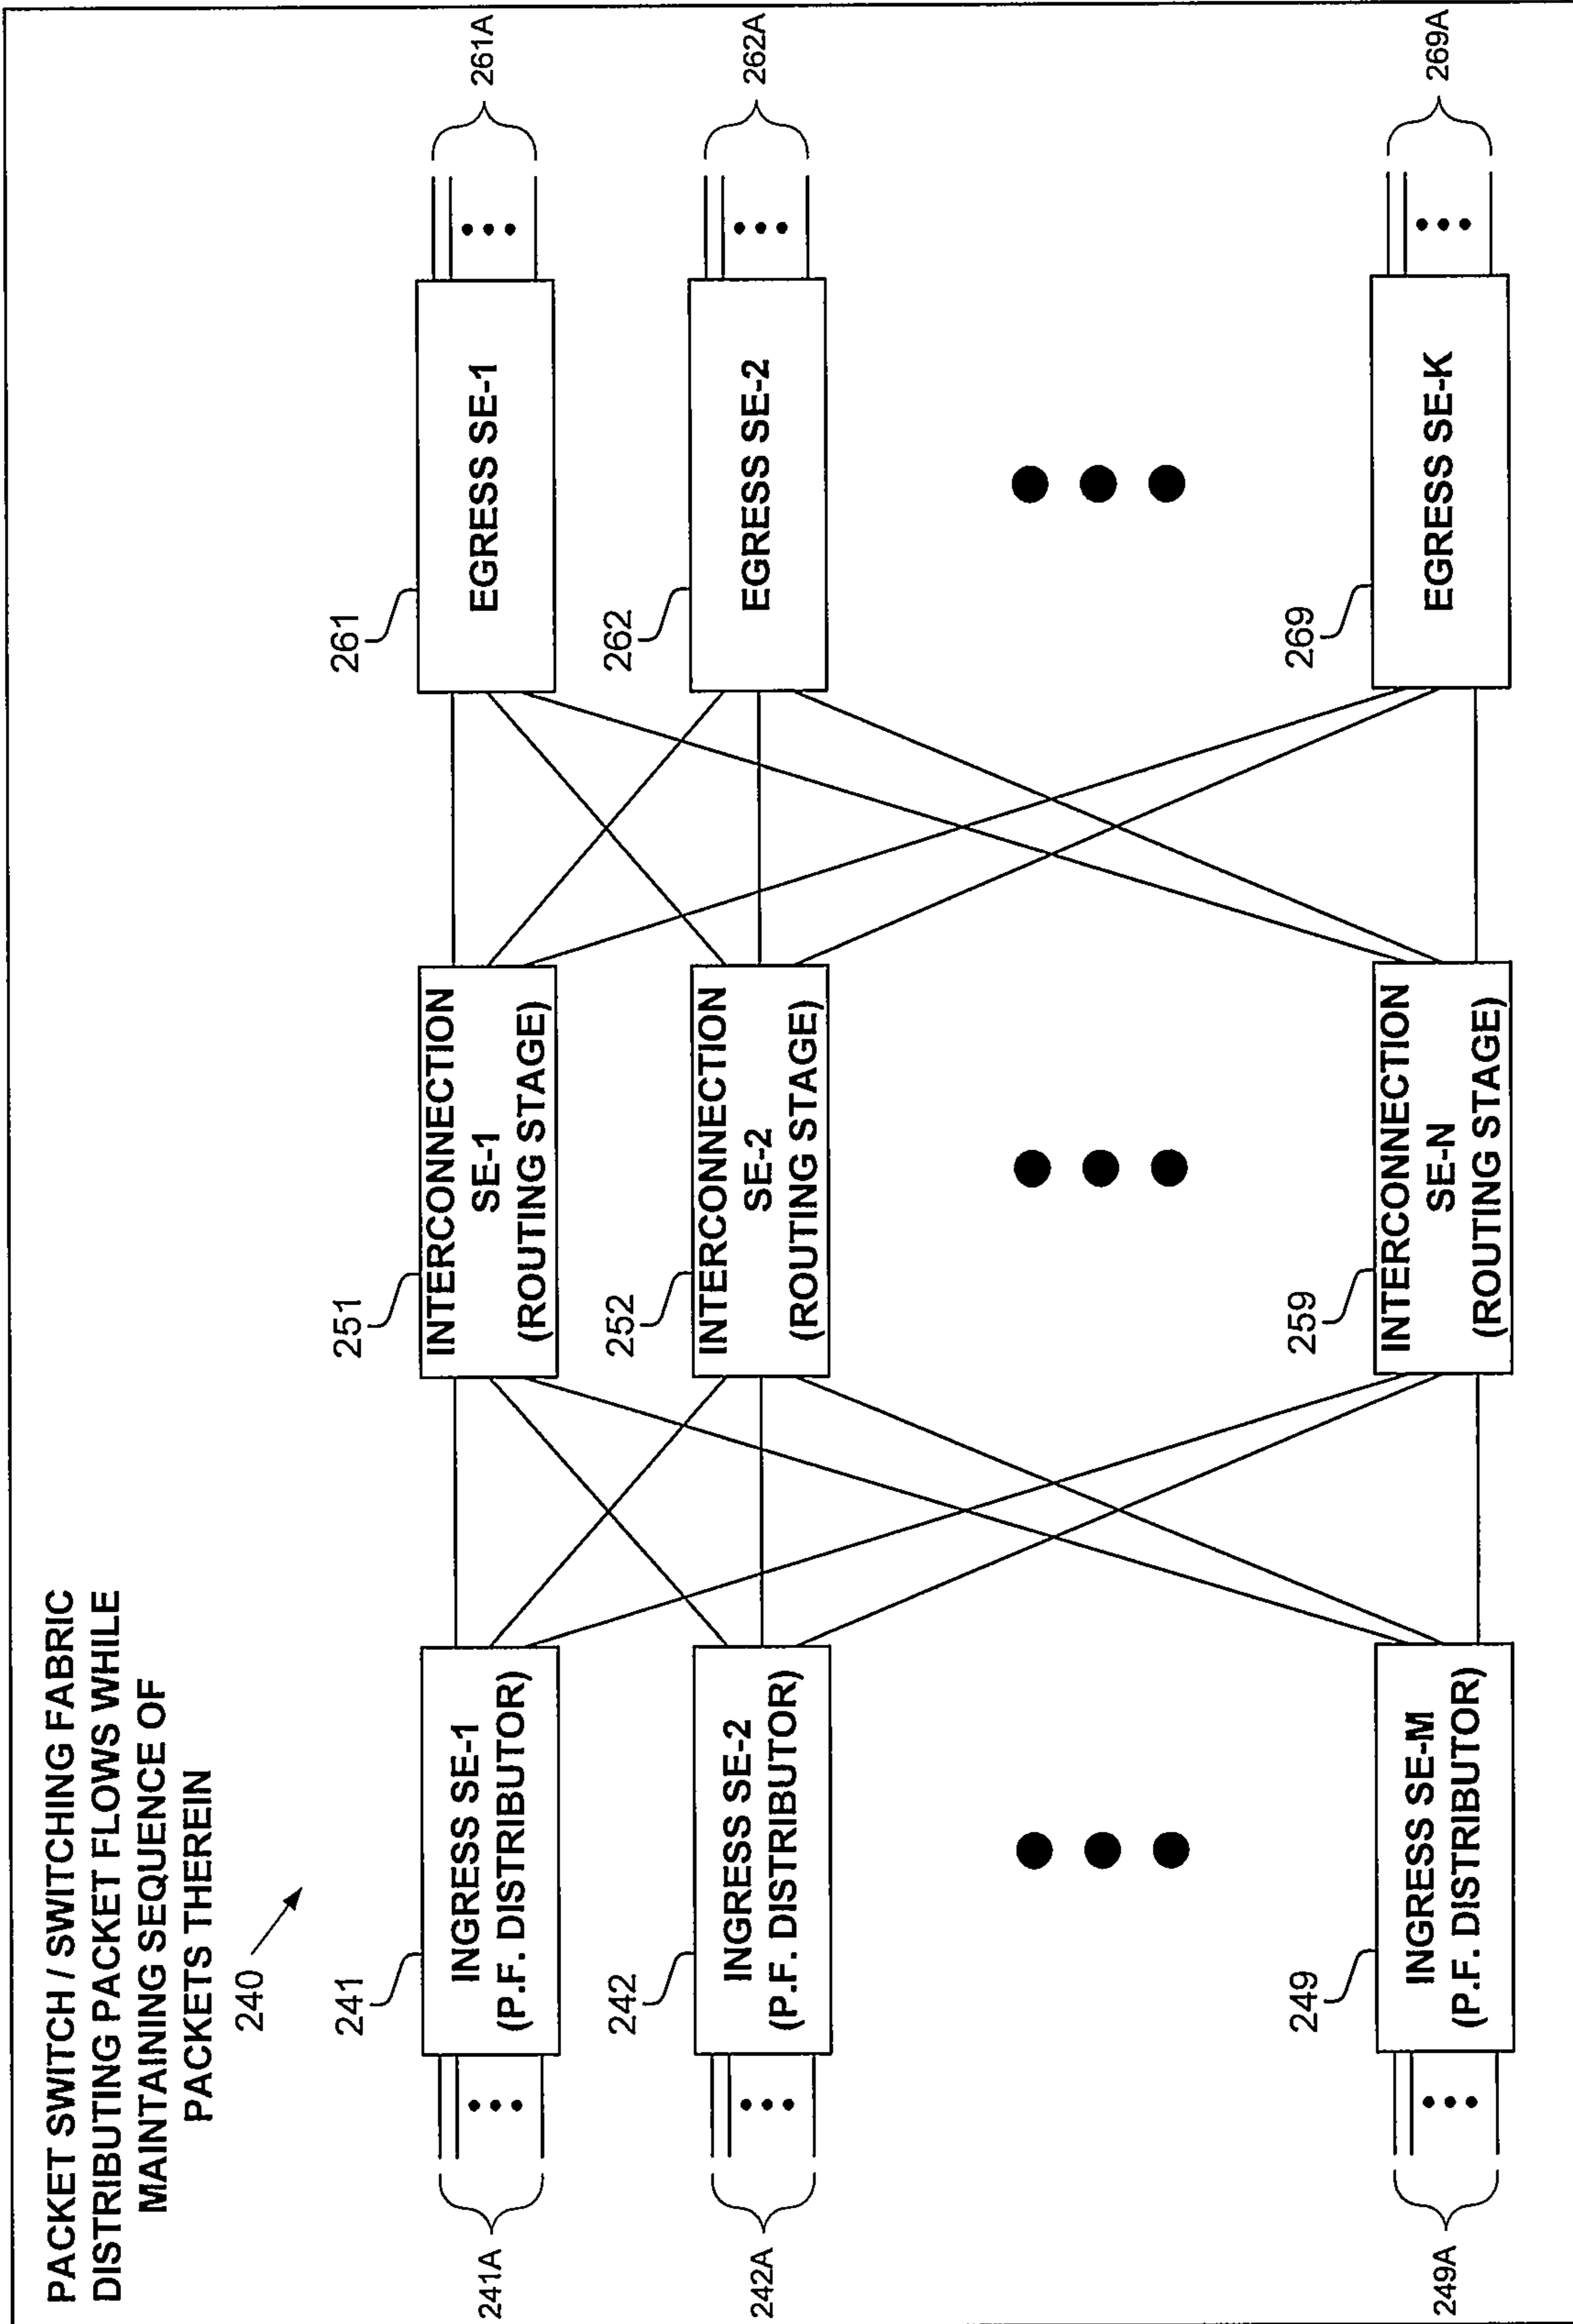 PACKET SWITCH / SWITCHING FABRIC
DISTRIBUTING PACKET FLOWS WHILE
MAINTAINING SEQUENCE OF
PACKETS THEREIN
240
241
INGRESS SE-1
(P.F. DISTRIBUTOR)
241A
251
INTERCONNECTION
SE-1
(ROUTING STAGE)
261
EGRESS SE-1
261A
242
INGRESS SE-2
(P.F. DISTRIBUTOR)
242A
252
INTERCONNECTION
SE-2
(ROUTING STAGE)
262
EGRESS SE-2
262A
249
INGRESS SE-M
(P.F. DISTRIBUTOR)
249A
259
INTERCONNECTION
SE-N
(ROUTING STAGE)
269
EGRESS SE-K
269A